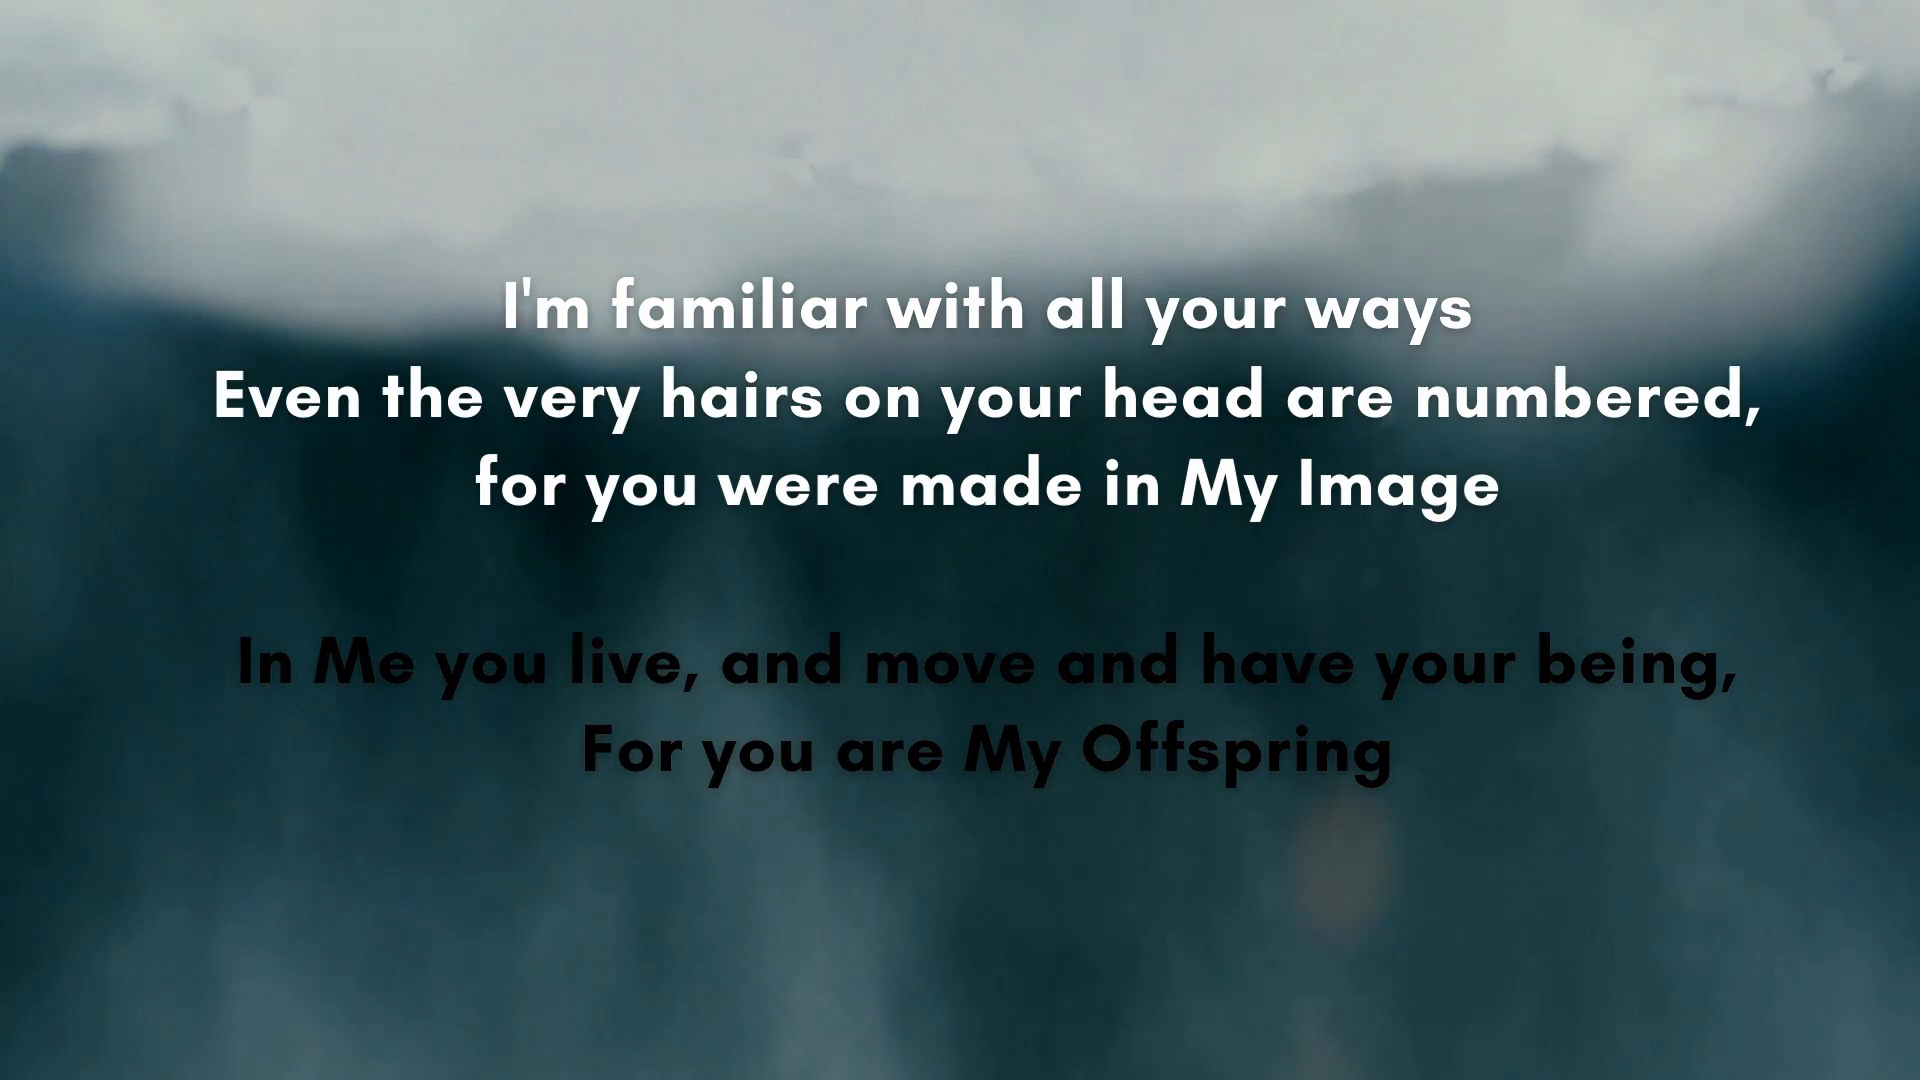 I'm familiar with all your ways
Even the very hairs on your head are numbered,
for you were made in My Image
In Me you live, and move and have your being,
For you are My Offspring